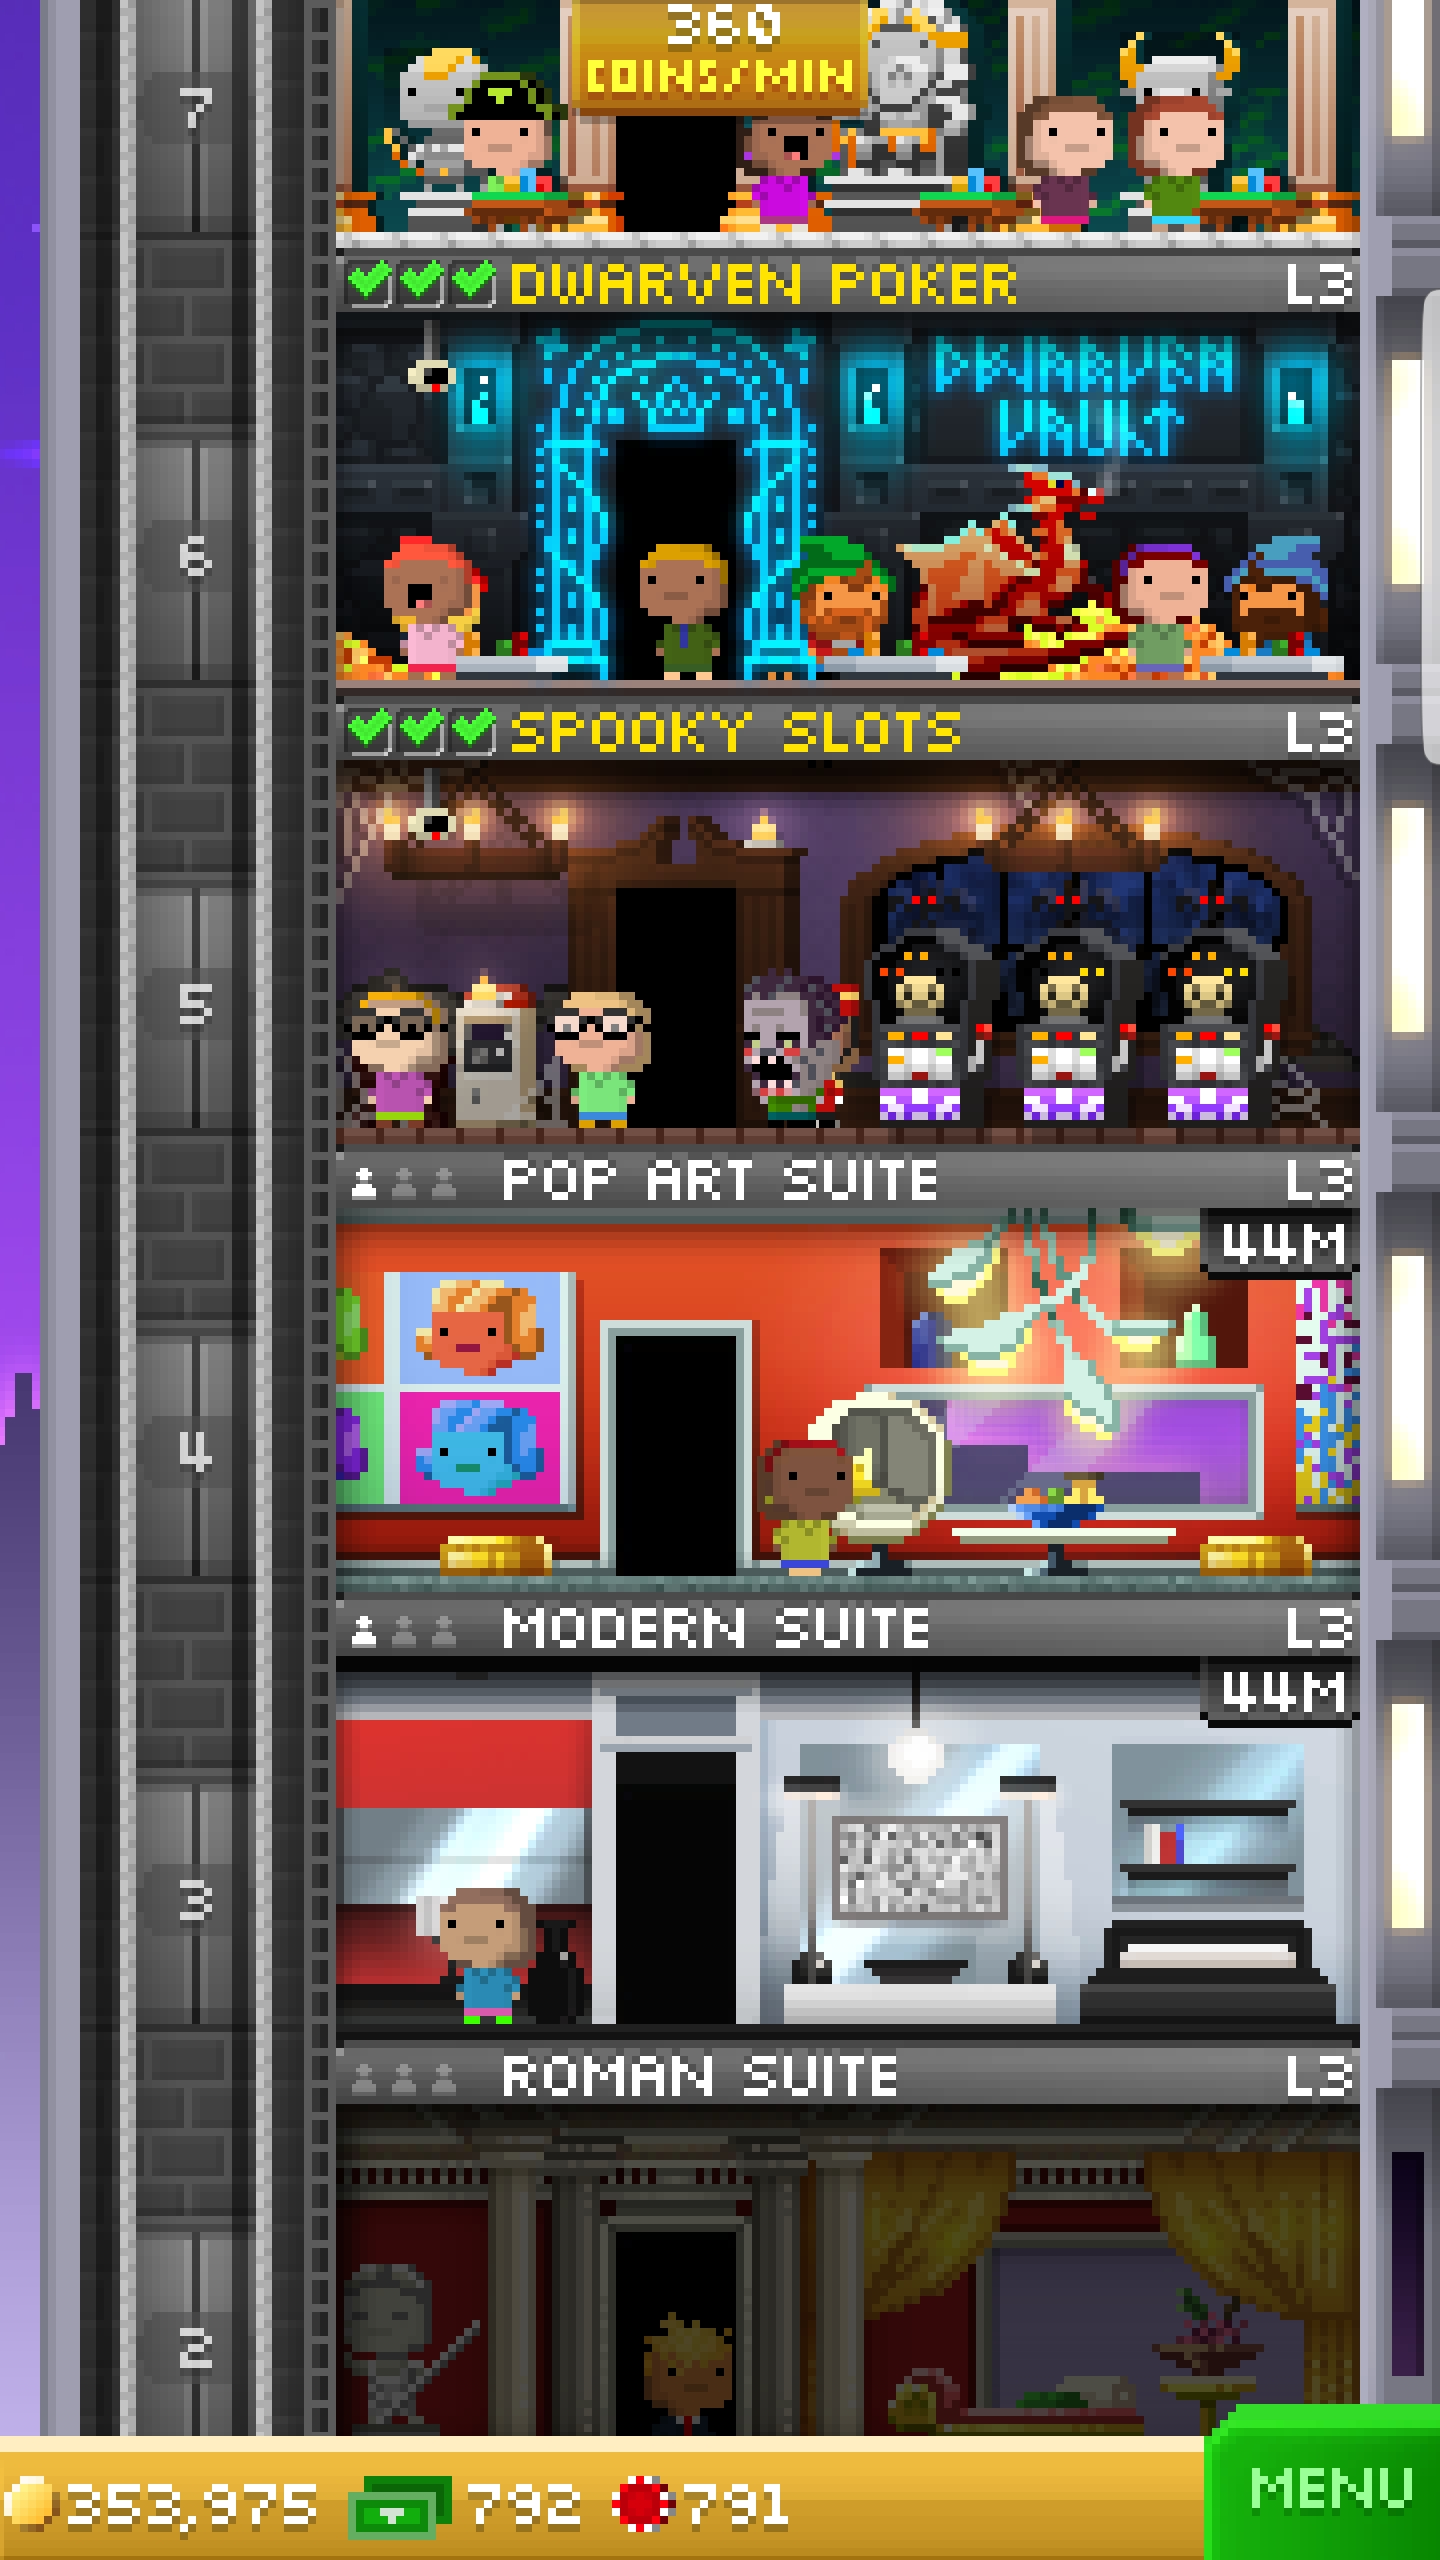 360
COINS/MIN
7
DWARVEN POKER L3
DWARVEN
VAULT
6
SPOOKY SLOTS L3
5
POP ART SUITE L3
44M
4
MODERN SUITE L3
44M
3
ROMAN SUITE L3
2
353,975 792 791 MENU